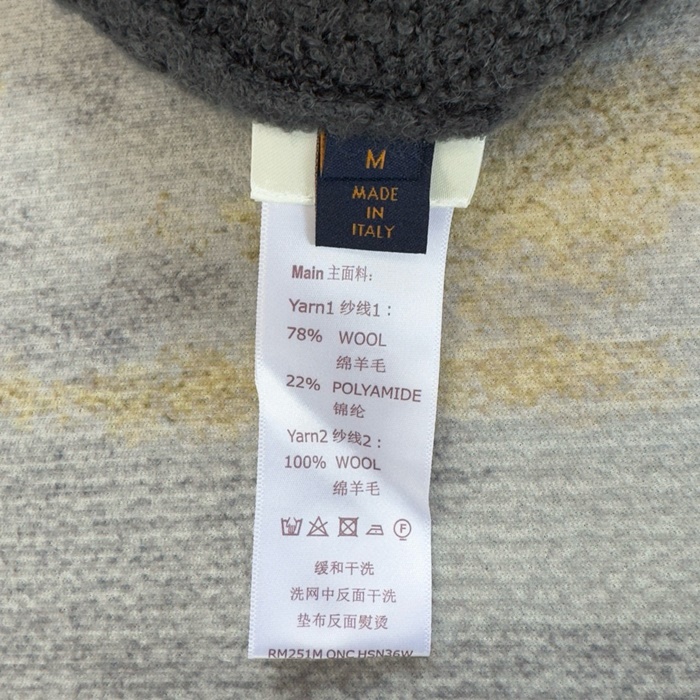 M
MADE
IN
ITALY
Main 主面料:
Yarn1 纱线1:
78% WOOL
绵羊毛
22% POLYAMIDE
锦纶
Yarn2 纱线2:
100% WOOL
绵羊毛
F
缓和干洗
洗网中反面干洗
垫布反面熨烫
RM251M ONC HSN36W